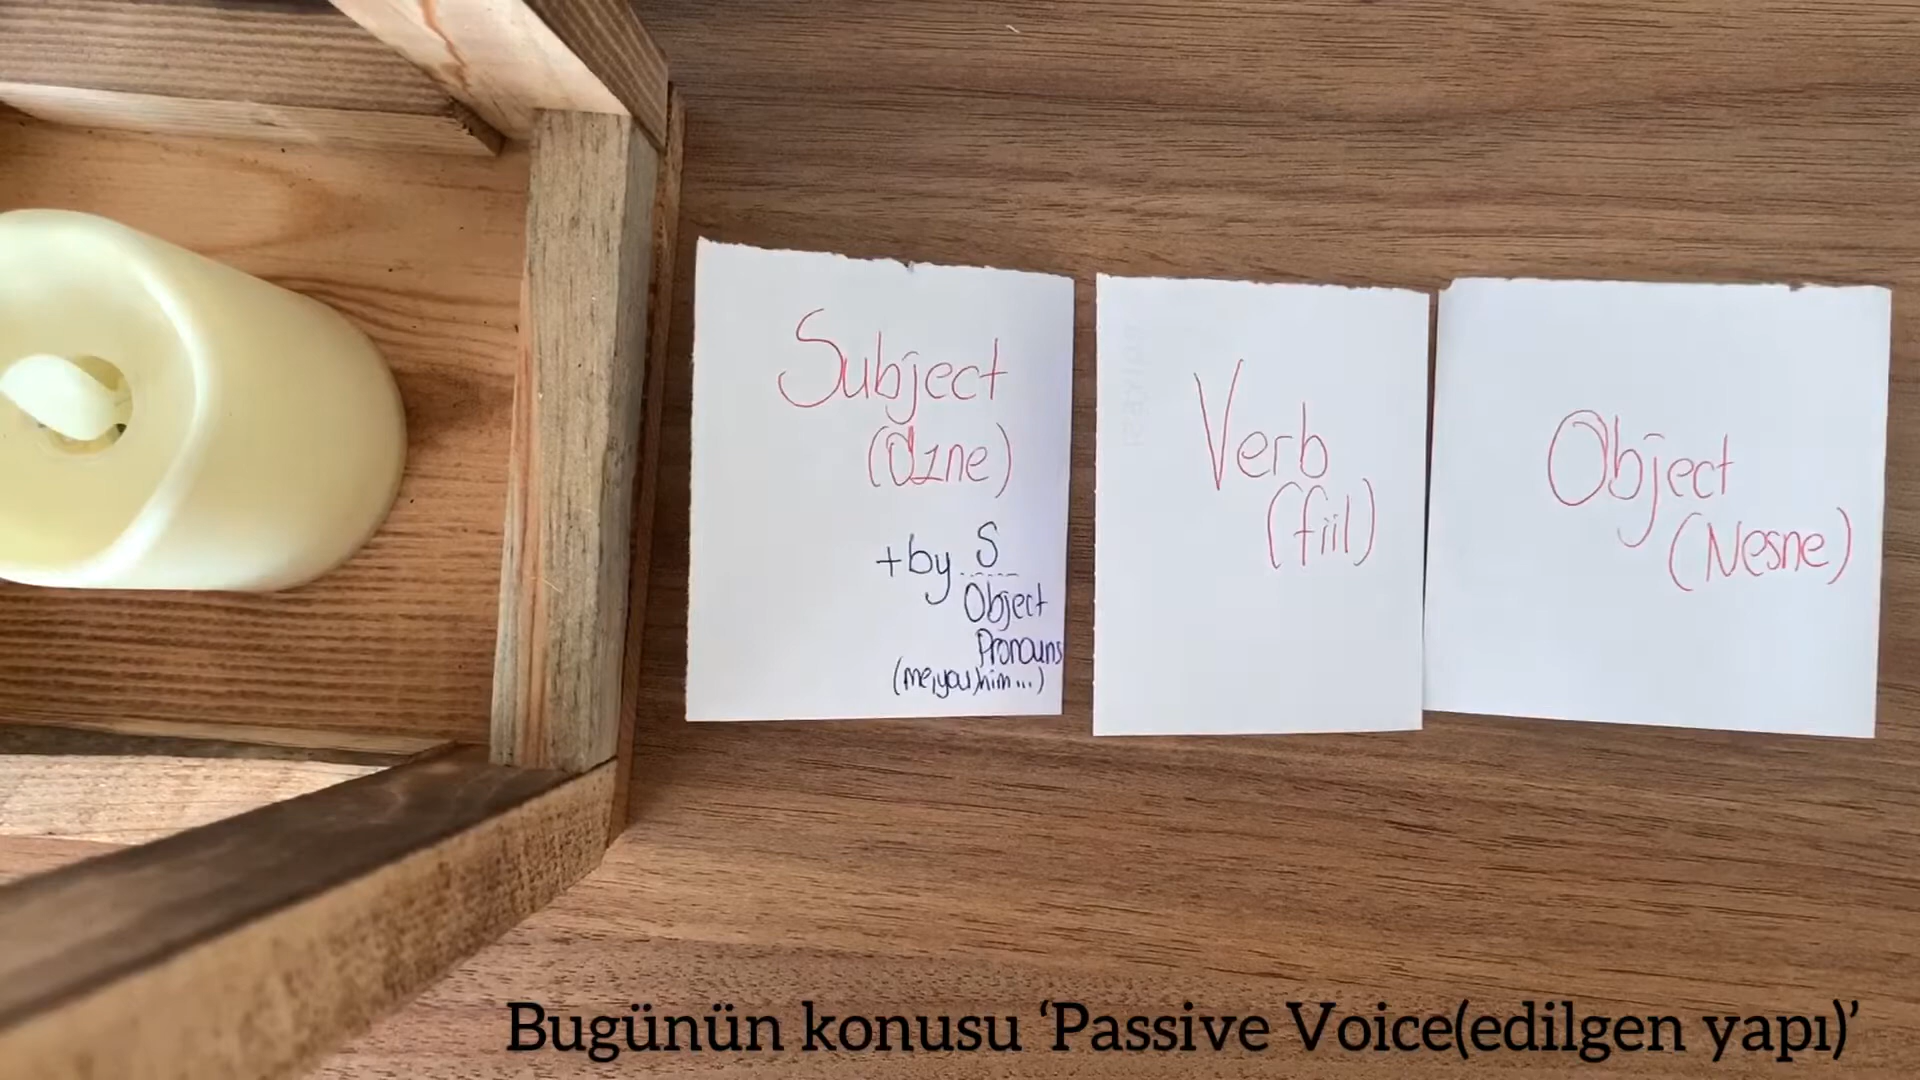 Subject
(Özne)
+by S
Object
Pronouns
(me,you,him...)
Verb
(fiil)
Object
(Nesne)
Bugünün konusu ‘Passive Voice(edilgen yapı)’